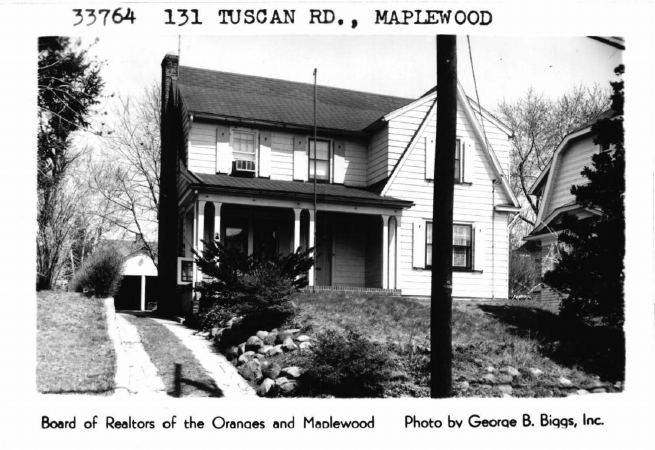 33764 131 TUSCAN RD., MAPLEWOOD
Board of Realtors of the Oranges and Maplewood Photo by George B. Biggs, Inc.